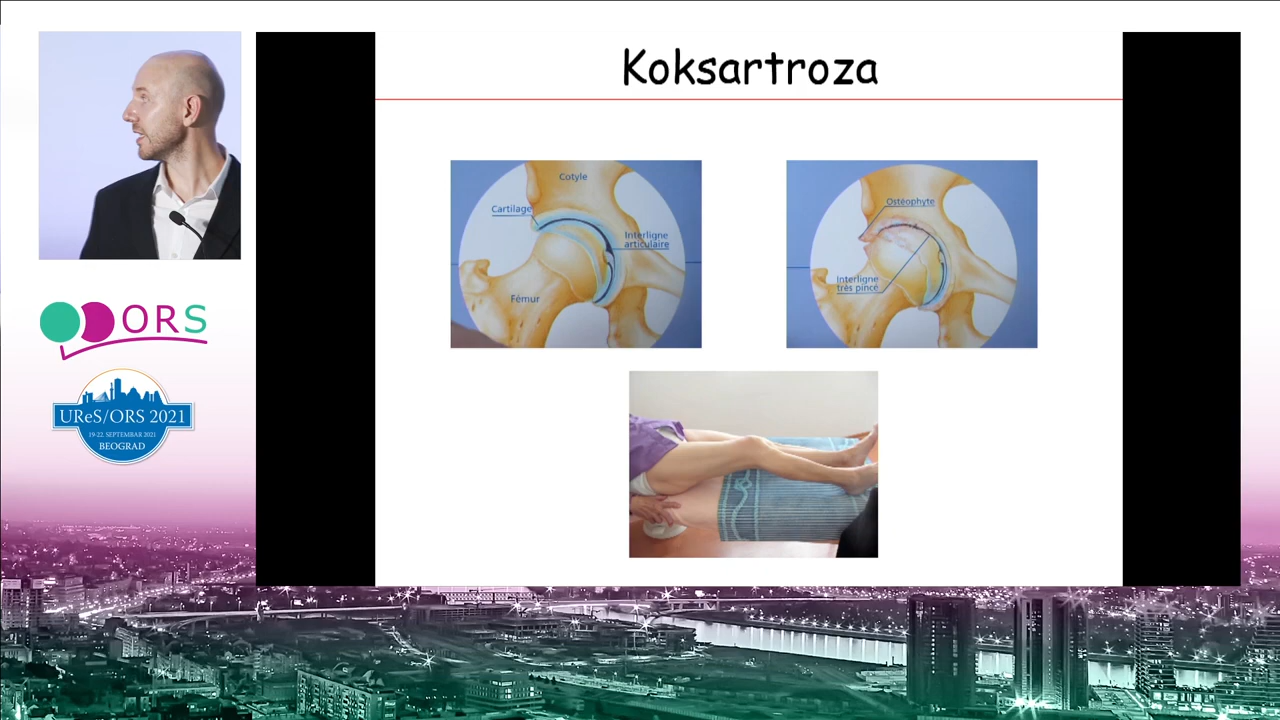 Koksartroza
Cotyle
Cartilage
Interligne
articulaire
Fémur
Ostéophyte
Interligne
très pincé
ORS
UReS/ORS 2021
19-22. SEPTEMBAR 2021
BEOGRAD